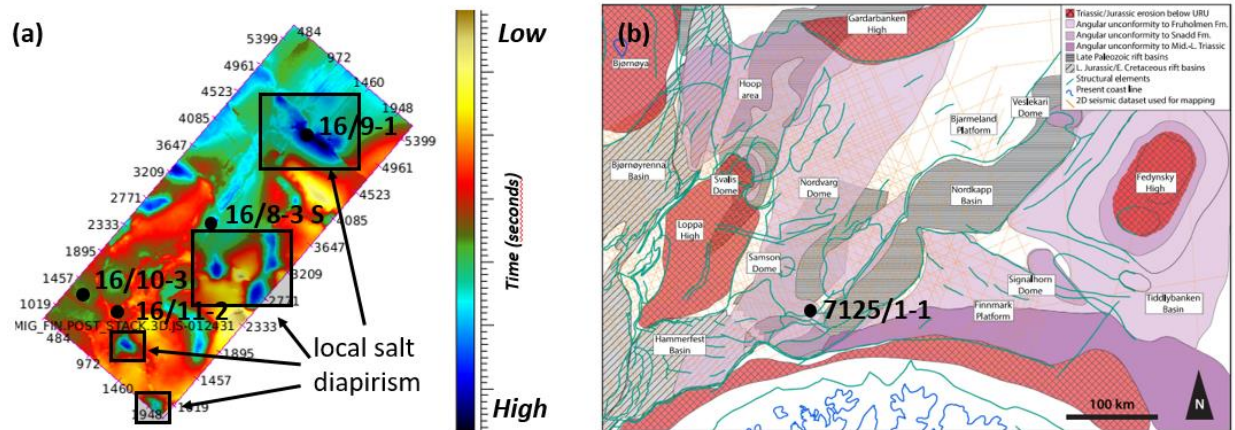 (a)
5399
484
4961
972
4523
1460
4085
1948
16/9-1
5399
3209
4961
2771
4523
2333
16/8-3 S
4085
1895
3647
1457
16/10-3
3209
1019
16/11-2
2771
MIG_FIN.POST_STACK.3D.JS-012431
2333
484
1895
972
1457
1460
1019
1948
local salt
diapirism
Low
Time (seconds)
High
(b)
Triassic/Jurassic erosion below URU
Angular unconformity to Fruholmen Fm.
Angular unconformity to Snadd Fm.
Angular unconformity to Mid.-L. Triassic
Late Paleozoic rift basins
L. Jurassic/E. Cretaceous rift basins
Structural elements
Present coast line
2D seismic dataset used for mapping
Gardarbanken
High
Bjørnøya
Hoop
area
Veslekari
Dome
Bjarmeland
Platform
Bjørnøyrenna
Basin
Svalis
Dome
Nordvarg
Dome
Nordkapp
Basin
Fedynsky
High
Loppa
High
Samson
Dome
Signalhorn
Dome
Tiddlybanken
Basin
7125/1-1
Finnmark
Platform
Hammerfest
Basin
100 km
N